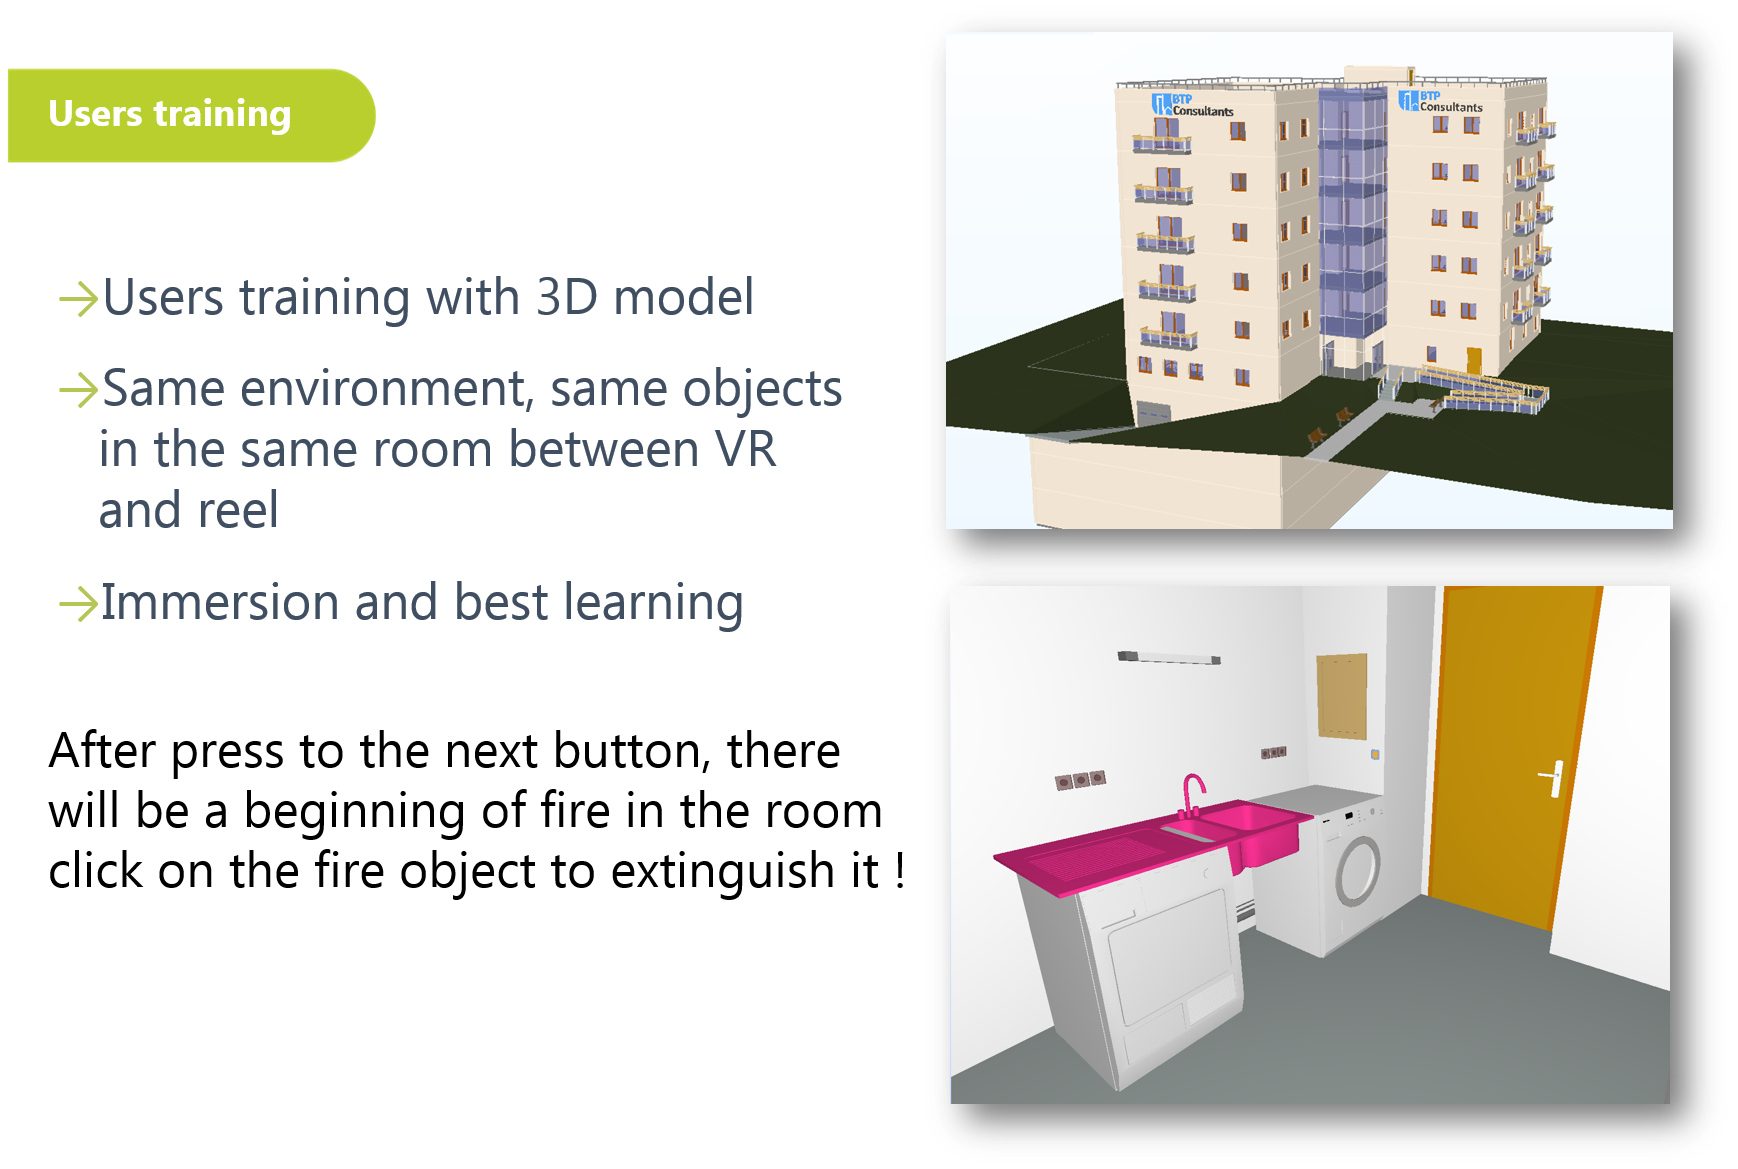 Users training
→Users training with 3D model
→Same environment, same objects
in the same room between VR
and reel
→Immersion and best learning
After press to the next button, there
will be a beginning of fire in the room
click on the fire object to extinguish it !
BTP
Consultants
BTP
Consultants